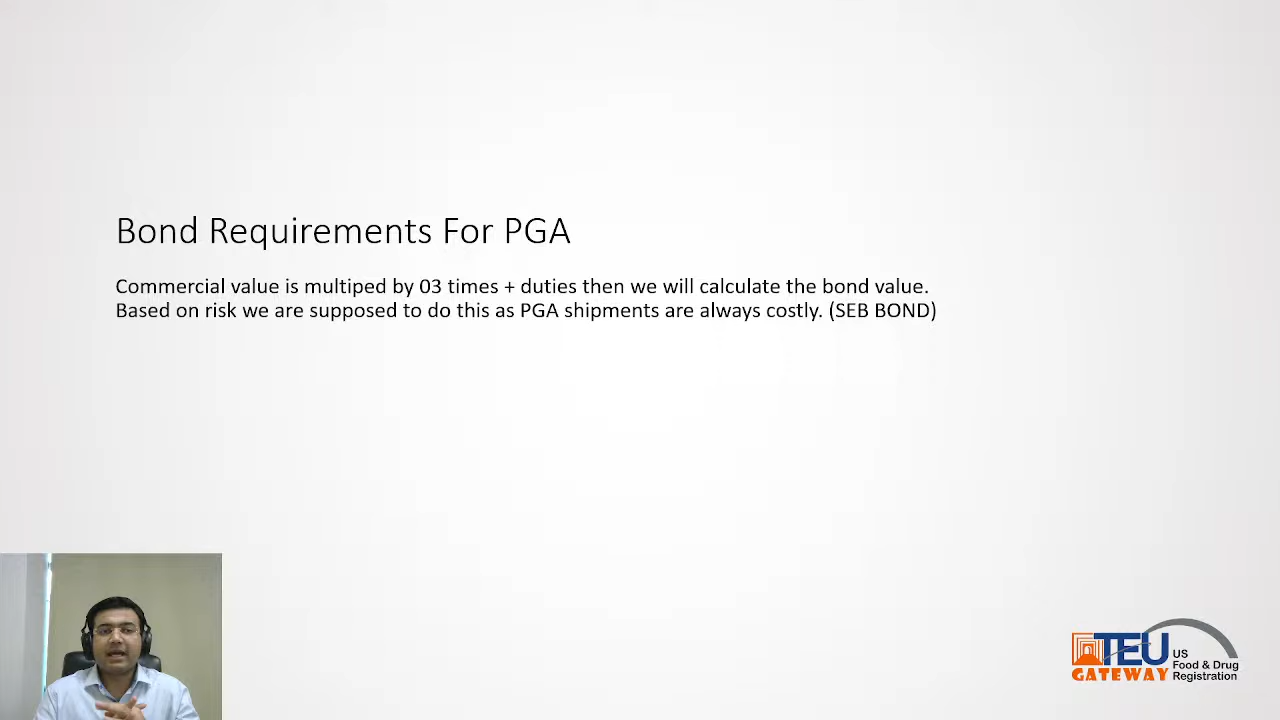 Bond Requirements For PGA
Commercial value is multiped by 03 times + duties then we will calculate the bond value.
Based on risk we are supposed to do this as PGA shipments are always costly. (SEB BOND)
TEU
GATEWAY
US
Food & Drug
Registration